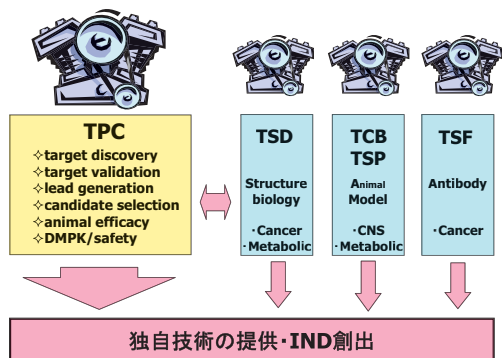 TPC
✧target discovery
✧target validation
✧lead generation
✧candidate selection
✧animal efficacy
✧DMPK/safety
TSD
Structure
biology
・Cancer
・Metabolic
TCB
TSP
Animal
Model
・CNS
・Metabolic
TSF
Antibody
・Cancer
独自技術の提供・IND創出